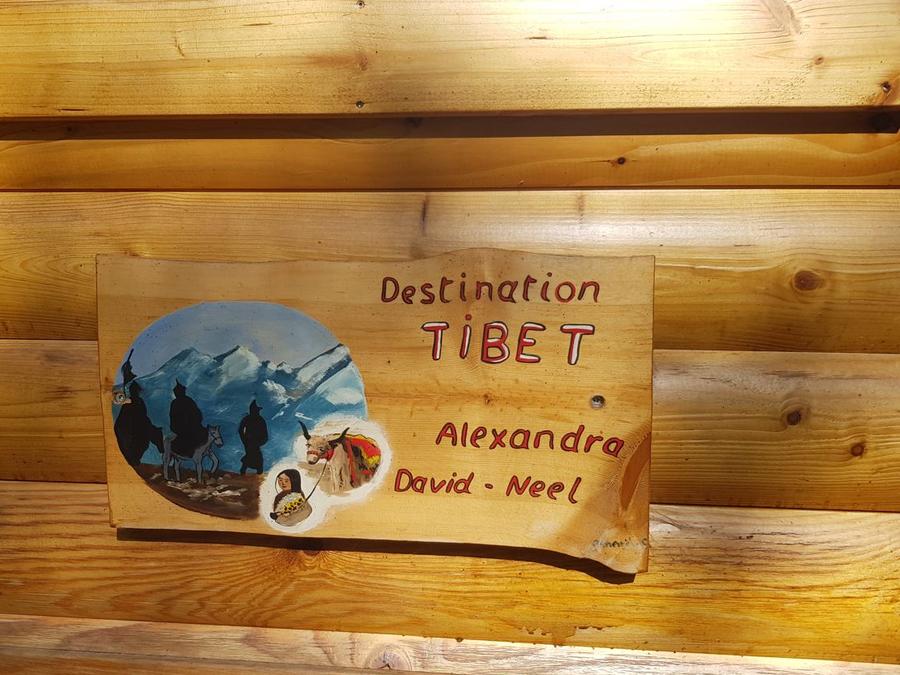 Destination
TiBET
Alexandra
David - Neel